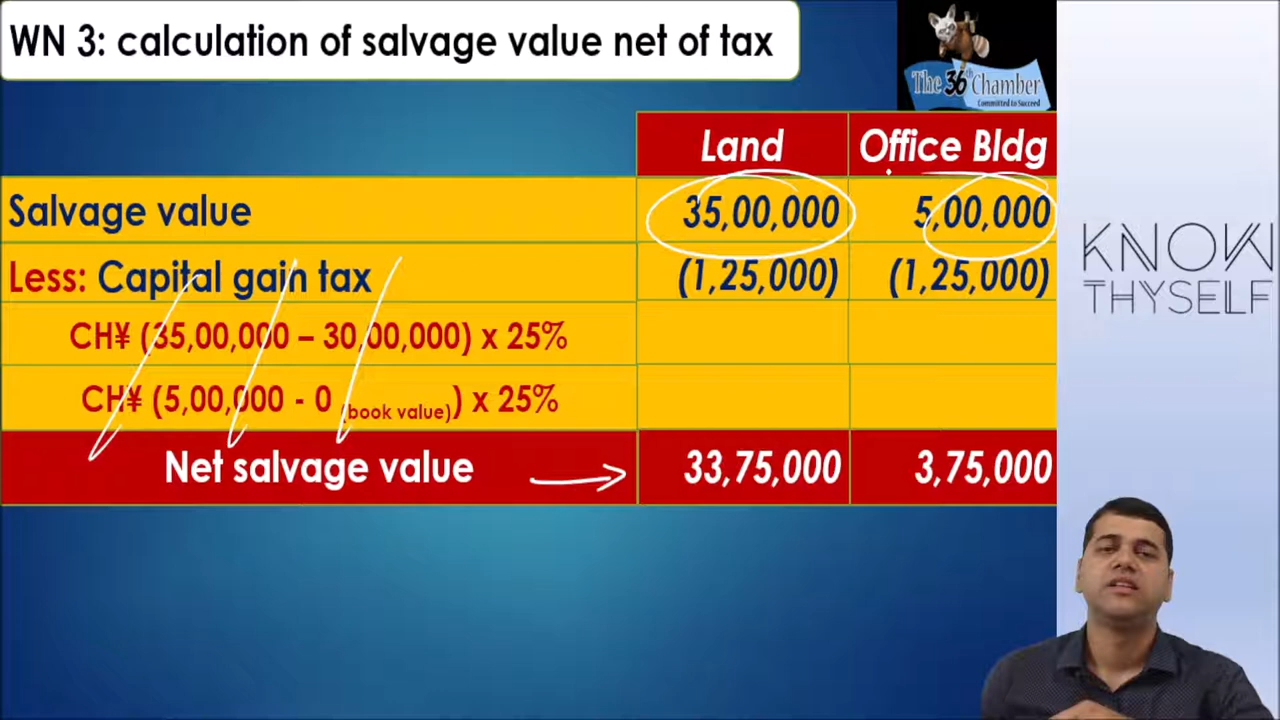 WN 3: calculation of salvage value net of tax
The 36th Chamber
Committed to Succeed
Land Office Bldg
Salvage value 35,00,000 5,00,000
Less: Capital gain tax (1,25,000) (1,25,000)
CH¥ (35,00,000 – 30,00,000) x 25%
CH¥ (5,00,000 - 0 (book value)) x 25%
Net salvage value 33,75,000 3,75,000
KNOW
THYSELF